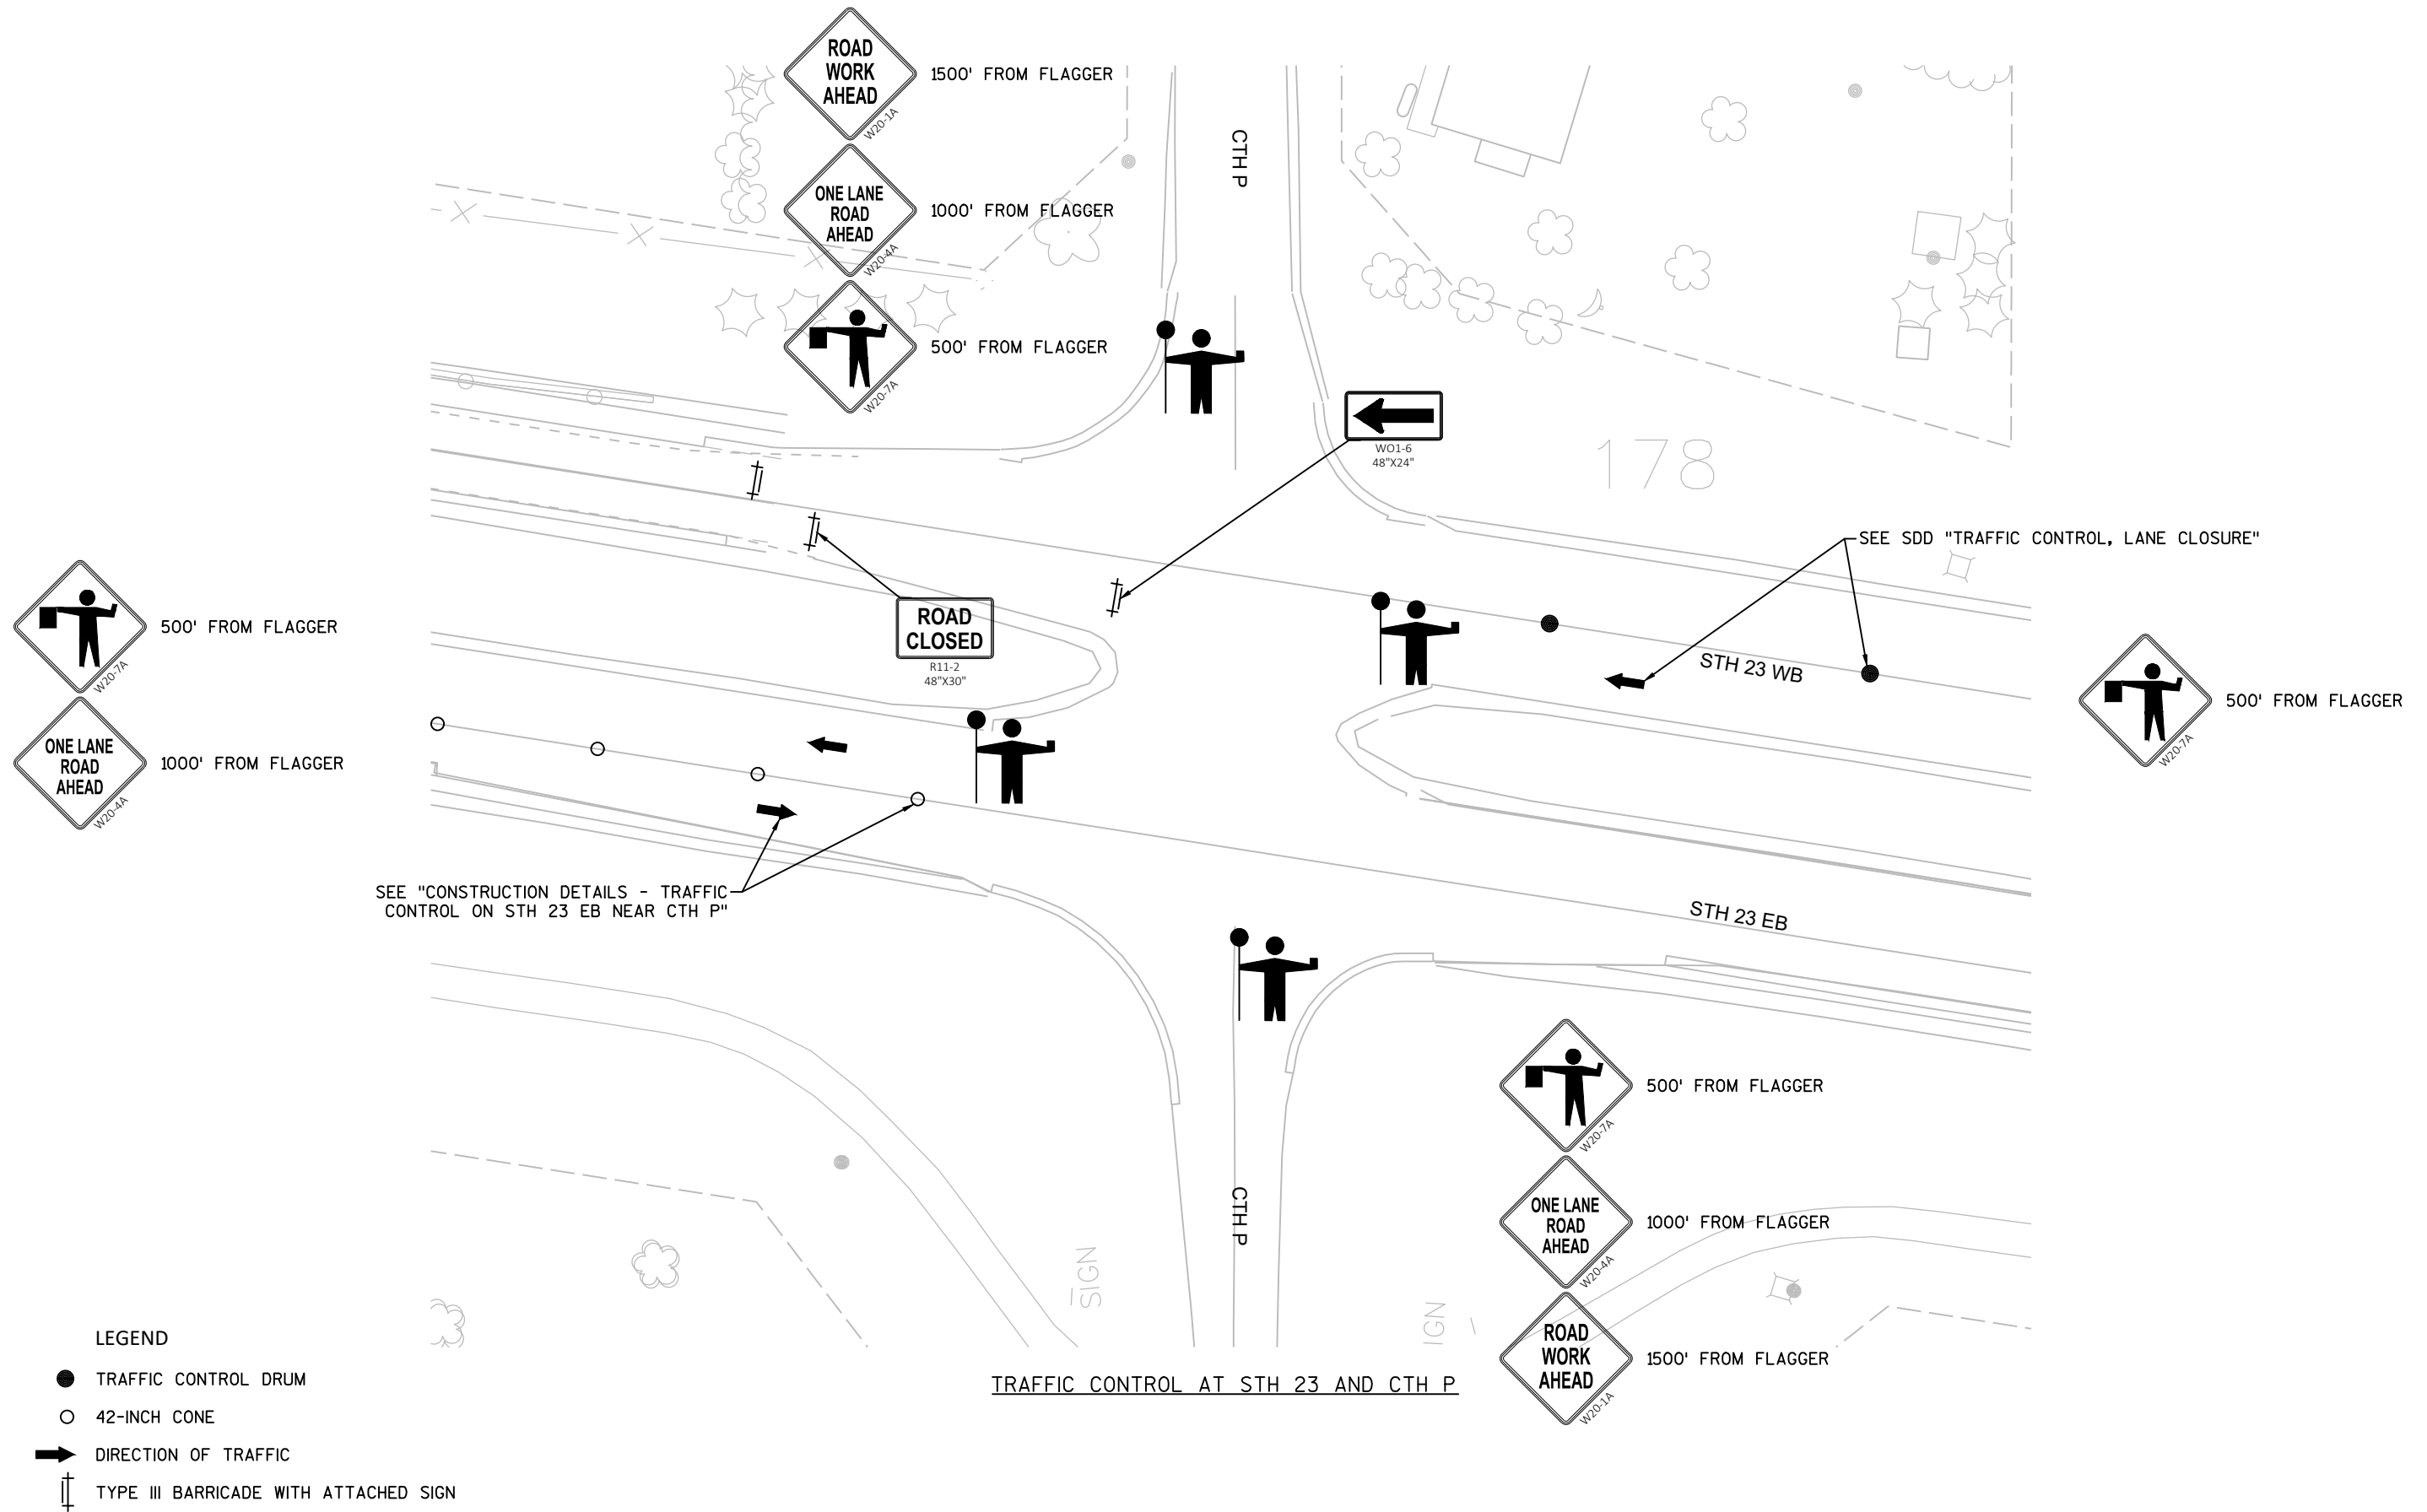 ROAD
WORK
AHEAD
W20-1A
1500' FROM FLAGGER
ONE LANE
ROAD
AHEAD
W20-4A
1000' FROM FLAGGER
W20-7A
500' FROM FLAGGER
CTH P
WO1-6
48"X24"
178
SEE SDD "TRAFFIC CONTROL, LANE CLOSURE"
ROAD
CLOSED
R11-2
48"X30"
W20-7A
500' FROM FLAGGER
ONE LANE
ROAD
AHEAD
W20-4A
1000' FROM FLAGGER
STH 23 WB
W20-7A
500' FROM FLAGGER
SEE "CONSTRUCTION DETAILS - TRAFFIC
CONTROL ON STH 23 EB NEAR CTH P"
STH 23 EB
W20-7A
500' FROM FLAGGER
CTH P
ONE LANE
ROAD
AHEAD
W20-4A
1000' FROM FLAGGER
SIGN
IGN
ROAD
WORK
AHEAD
W20-1A
1500' FROM FLAGGER
TRAFFIC CONTROL AT STH 23 AND CTH P
LEGEND
TRAFFIC CONTROL DRUM
42-INCH CONE
DIRECTION OF TRAFFIC
TYPE III BARRICADE WITH ATTACHED SIGN